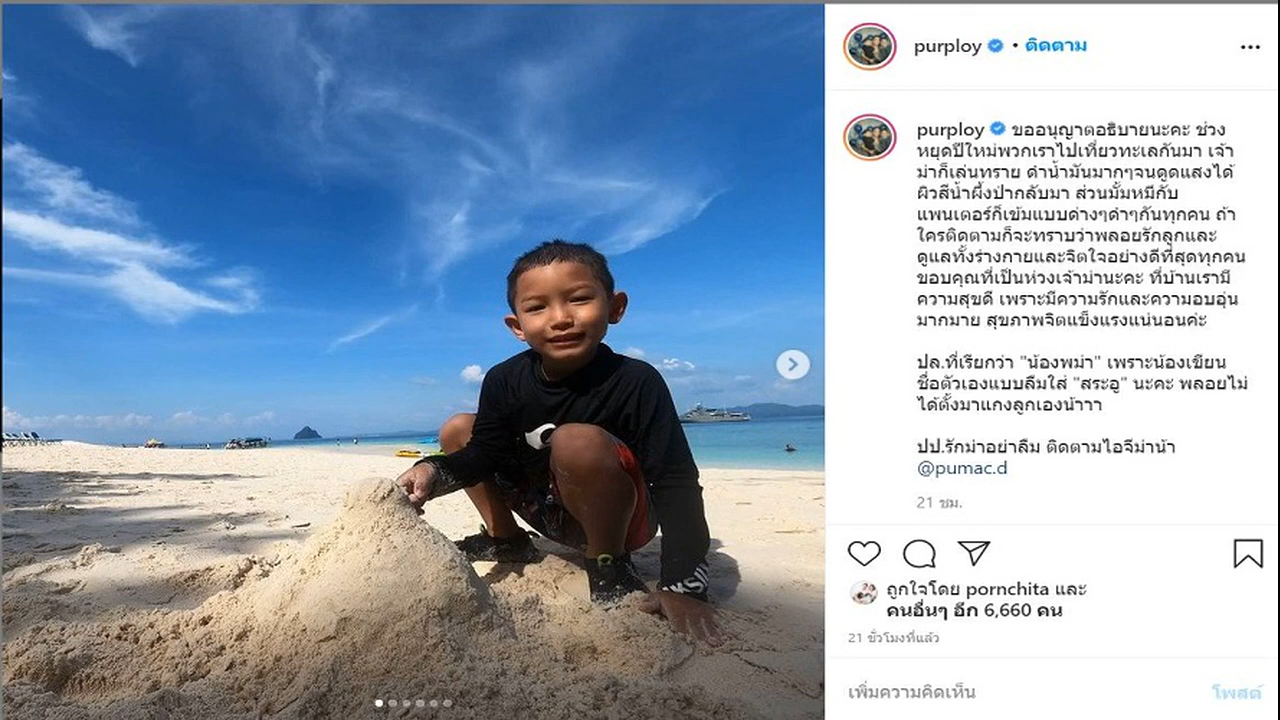 purploy • ติดตาม
purploy ขออนุญาตอธิบายนะคะ ช่วง
หยุดปีใหม่พวกเราไปเที่ยวทะเลกันมา เจ้า
ม่าก็เล่นทราย ดำน้ำมันมากๆจนดูดแสงได้
ผิวสีน้ำผึ้งป่ากลับมา ส่วนมั้มหมีกับ
แพนเตอร์ก็เข้มแบบด่างๆดำๆกันทุกคน ถ้า
ใครติดตามก็จะทราบว่าพลอยรักลูกและ
ดูแลทั้งร่างกายและจิตใจอย่างดีที่สุดทุกคน
ขอบคุณที่เป็นห่วงเจ้าม่านะคะ ที่บ้านเรามี
ความสุขดี เพราะมีความรักและความอบอุ่น
มากมาย สุขภาพจิตแข็งแรงแน่นอนค่ะ
ปล.ที่เรียกว่า "น้องพม่า" เพราะน้องเขียน
ชื่อตัวเองแบบลืมใส่ "สระอู" นะคะ พลอยไม่
ได้ตั้งมาแกงลูกเองน้าาา
ปป.รักม่าอย่าลืม ติดตามไอจีม่าน้า
@pumac.d
21 ชม.
ถูกใจโดย pornchita และ
คนอื่นๆ อีก 6,660 คน
21 ชั่วโมงที่แล้ว
เพิ่มความคิดเห็น โพสต์